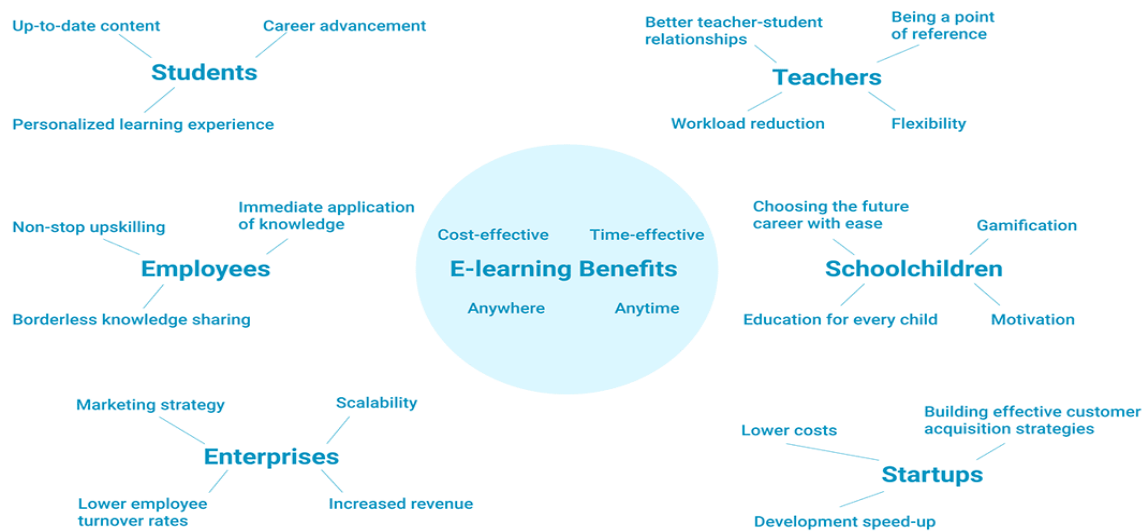 Up-to-date content
Career advancement
Students
Personalized learning experience
Better teacher-student
relationships
Being a point
of reference
Teachers
Workload reduction
Flexibility
Non-stop upskilling
Immediate application
of knowledge
Employees
Borderless knowledge sharing
Cost-effective
Time-effective
E-learning Benefits
Anywhere
Anytime
Choosing the future
career with ease
Gamification
Schoolchildren
Education for every child
Motivation
Marketing strategy
Scalability
Enterprises
Lower employee
turnover rates
Increased revenue
Lower costs
Building effective customer
acquisition strategies
Startups
Development speed-up